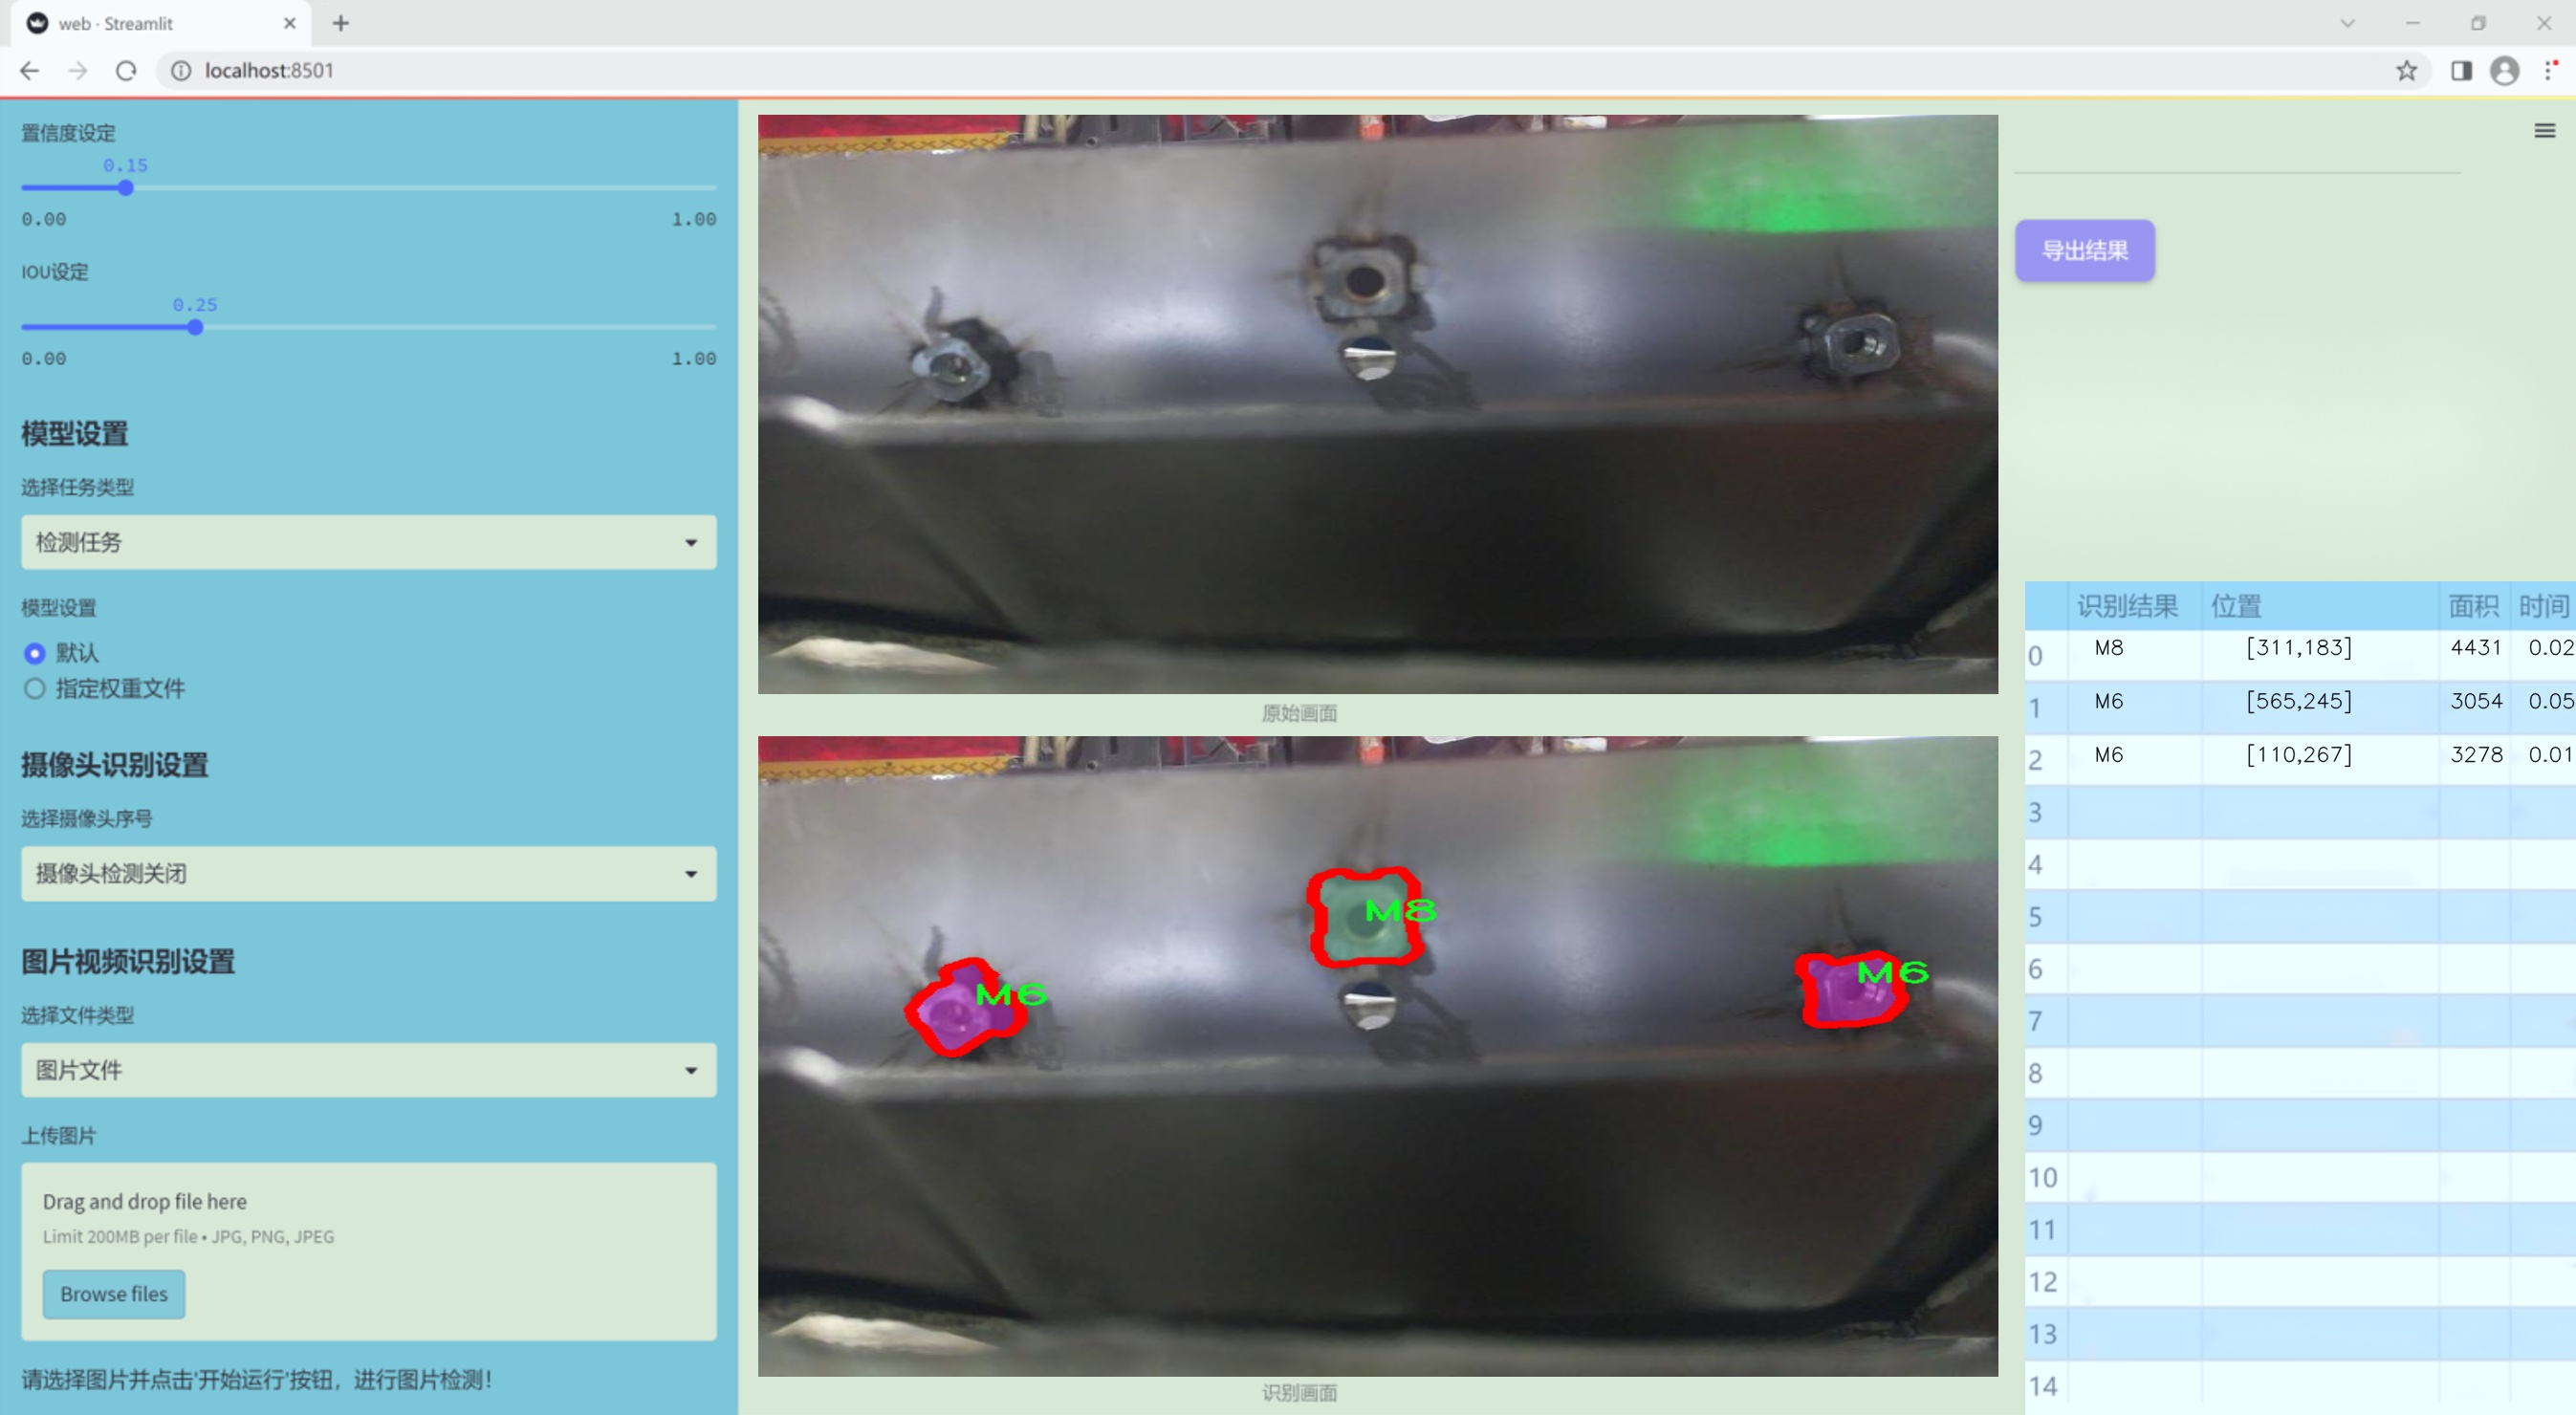 web · Streamlit
localhost:8501
置信度设定
0.15
0.00 1.00
IOU设定
0.25
0.00 1.00
模型设置
选择任务类型
检测任务
模型设置
默认
指定权重文件
摄像头识别设置
选择摄像头序号
摄像头检测关闭
图片视频识别设置
选择文件类型
图片文件
上传图片
Drag and drop file here
Limit 200MB per file • JPG, PNG, JPEG
Browse files
请选择图片并点击'开始运行'按钮，进行图片检测！
原始画面
M8
M6
M6
识别画面
导出结果
识别结果 位置 面积 时间
0 M8 [311,183] 4431 0.02
1 M6 [565,245] 3054 0.05
2 M6 [110,267] 3278 0.01
3
4
5
6
7
8
9
10
11
12
13
14